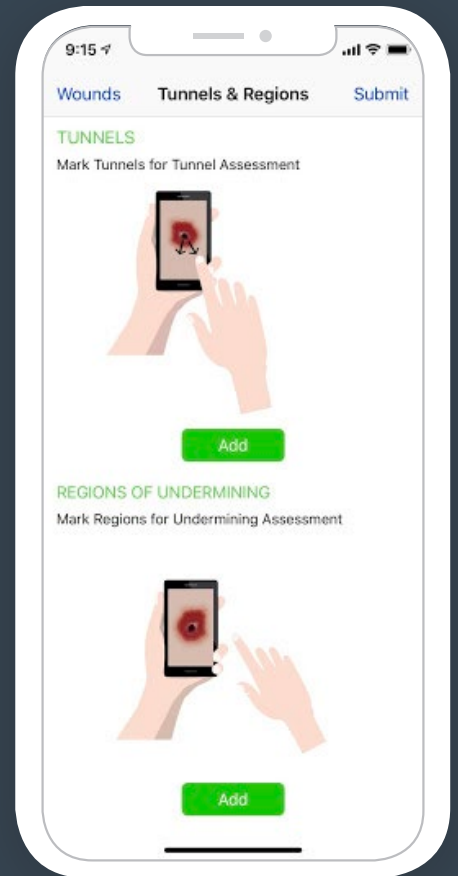 9:15
Wounds Tunnels & Regions Submit
TUNNELS
Mark Tunnels for Tunnel Assessment
Add
REGIONS OF UNDERMINING
Mark Regions for Undermining Assessment
Add